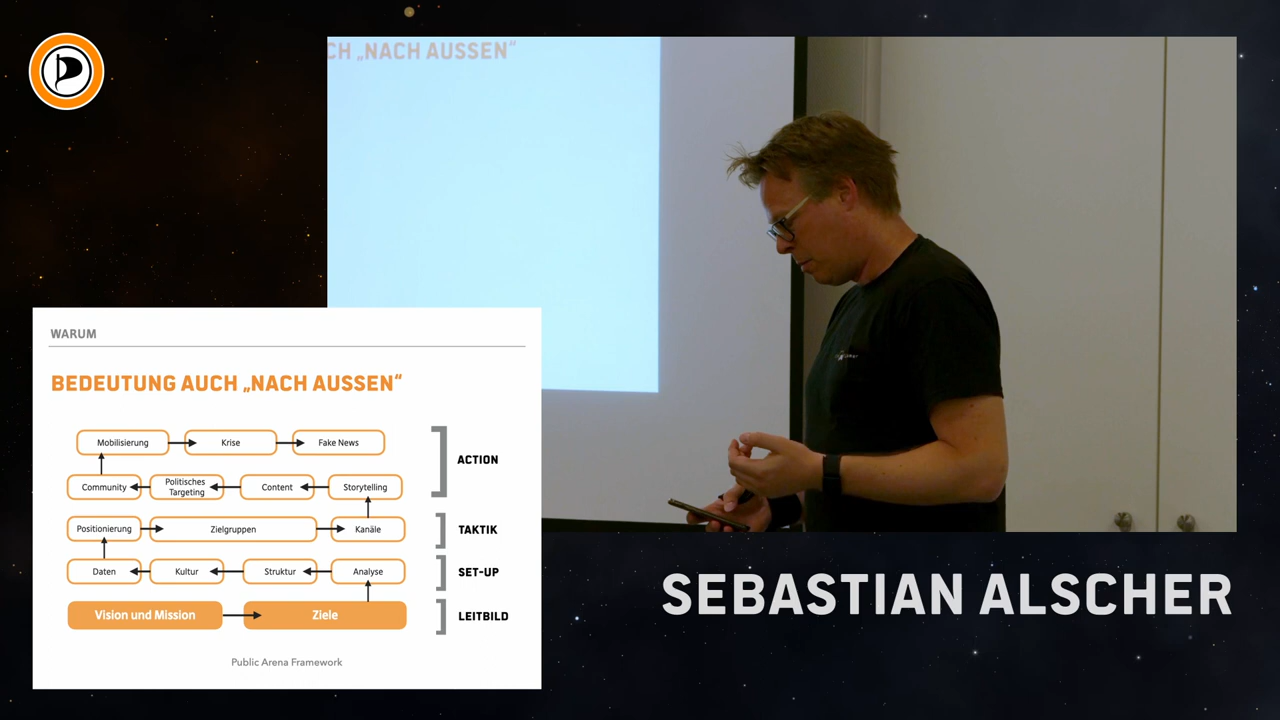 CH „NACH AUSSEN“
WARUM
BEDEUTUNG AUCH „NACH AUSSEN“
Mobilisierung
Krise
Fake News
ACTION
Community
Politisches
Targeting
Content
Storytelling
Positionierung
Zielgruppen
Kanäle
TAKTIK
Daten
Kultur
Struktur
Analyse
SET-UP
Vision und Mission
Ziele
LEITBILD
Public Arena Framework
SEBASTIAN ALSCHER